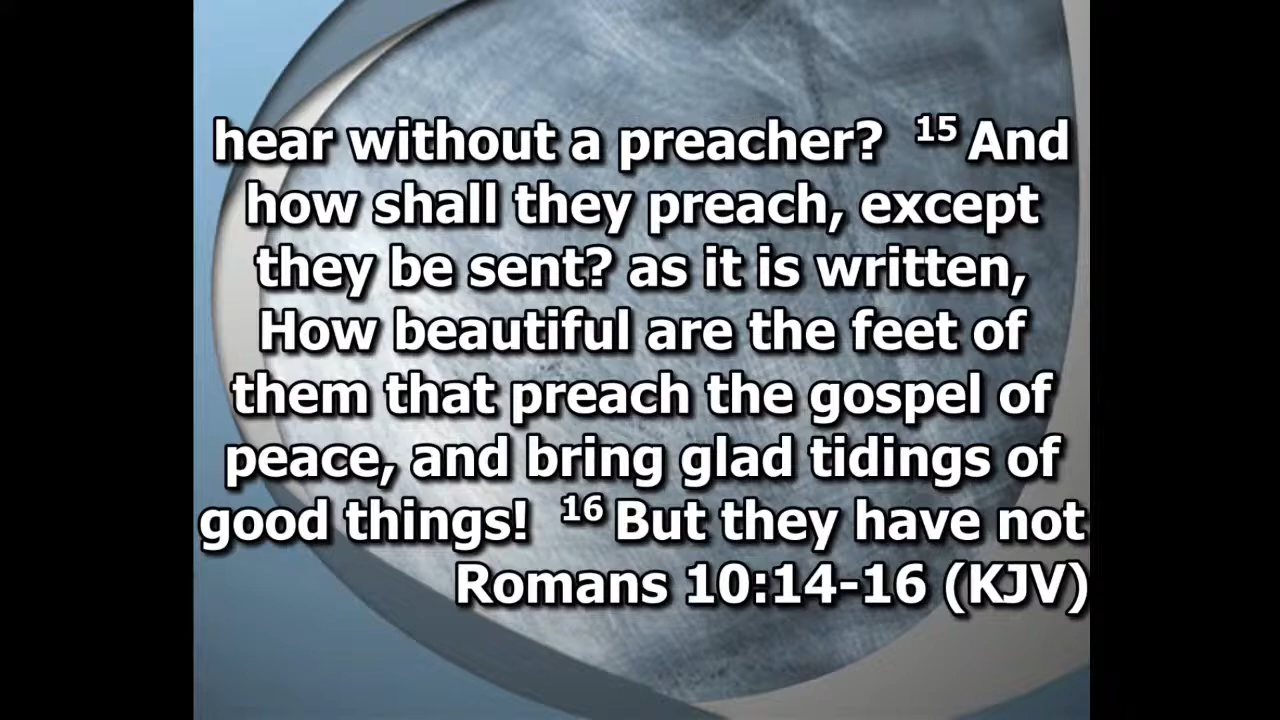 hear without a preacher? 15 And
how shall they preach, except
they be sent? as it is written,
How beautiful are the feet of
them that preach the gospel of
peace, and bring glad tidings of
good things! 16 But they have not
Romans 10:14-16 (KJV)